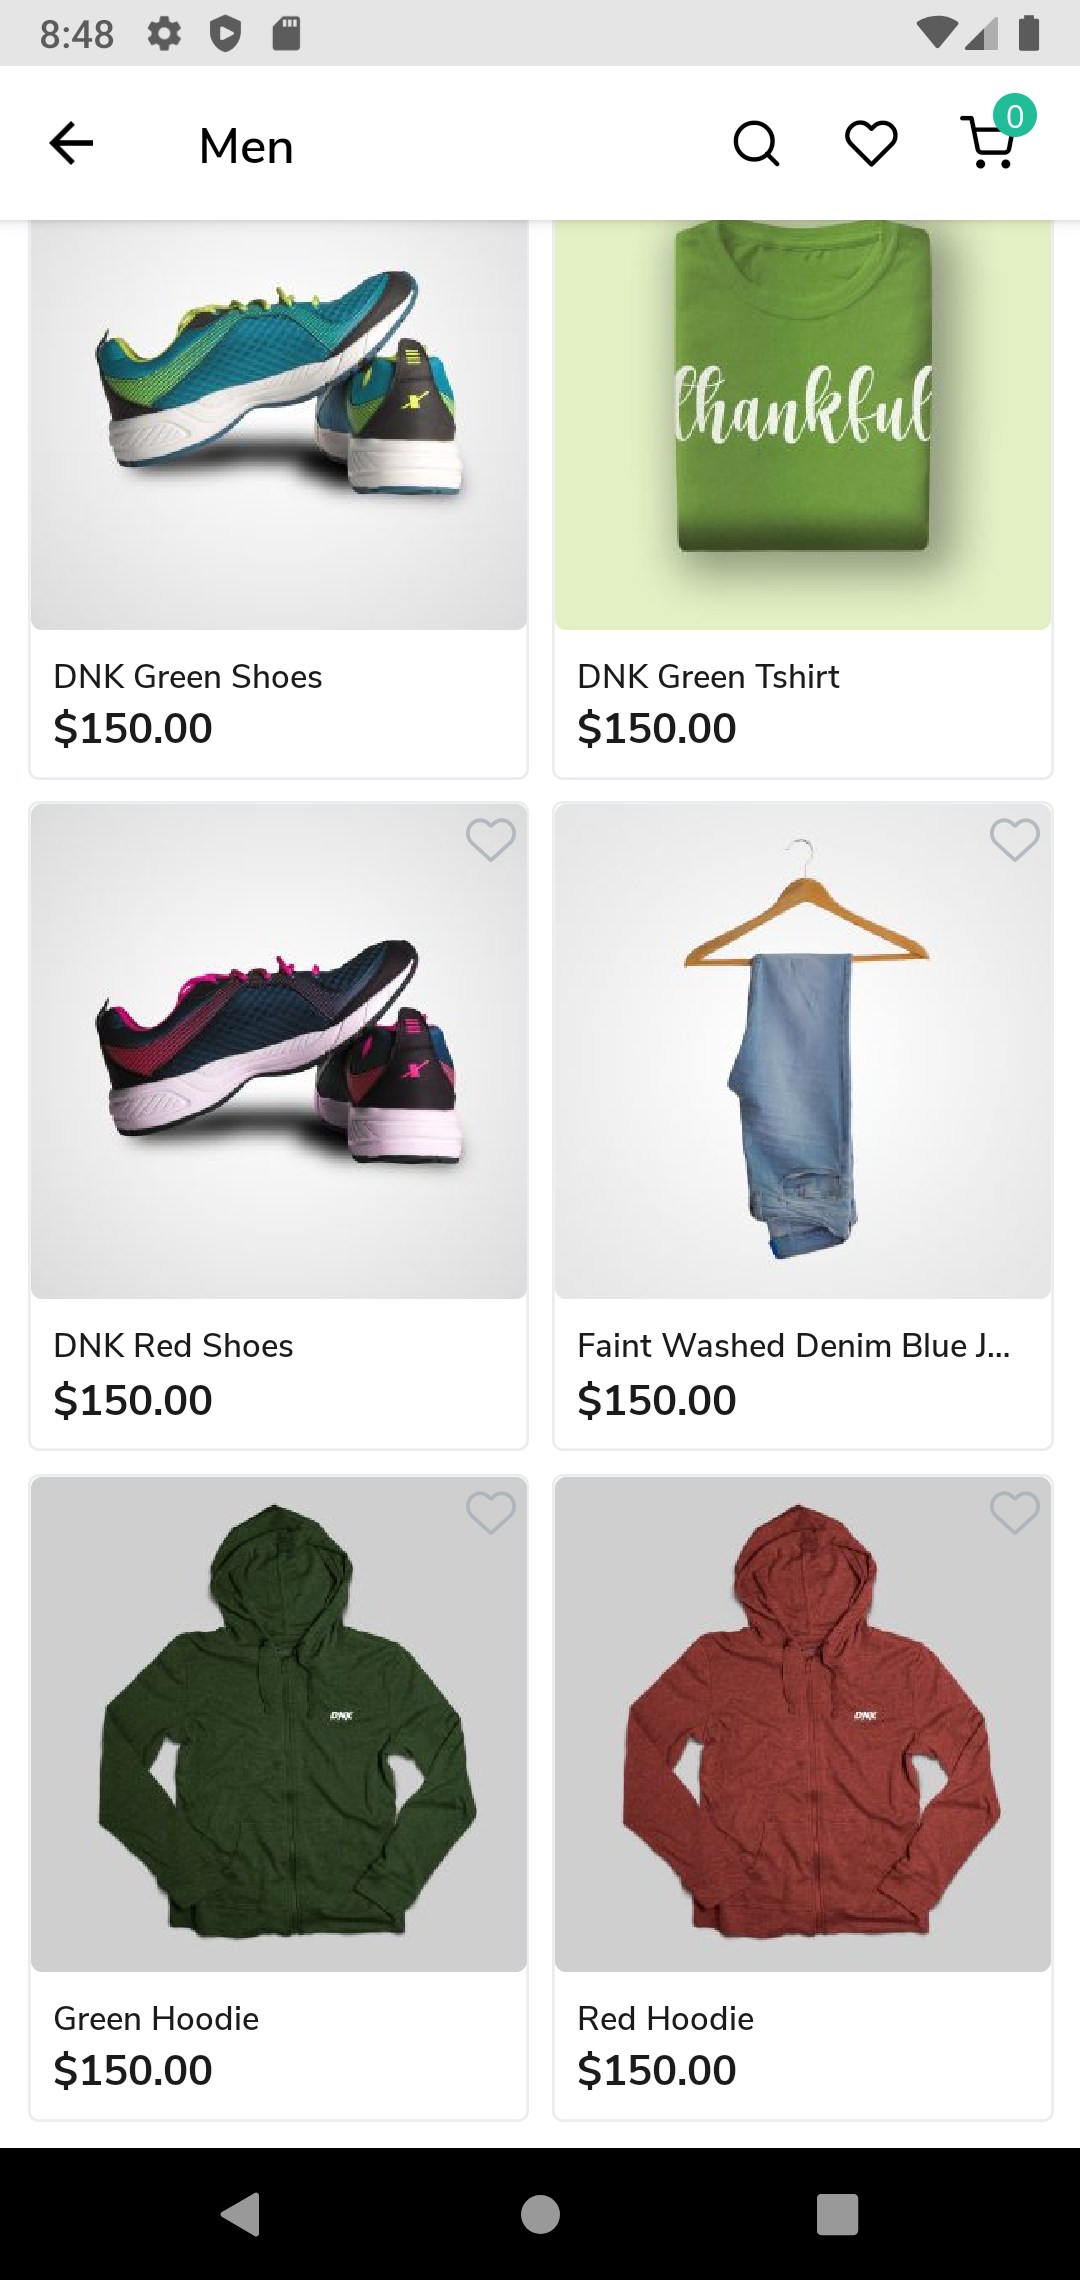 8:48
Men
0
thankful
DNK Green Shoes
$150.00
DNK Green Tshirt
$150.00
DNK Red Shoes
$150.00
Faint Washed Denim Blue J...
$150.00
DNK
DNK
Green Hoodie
$150.00
Red Hoodie
$150.00